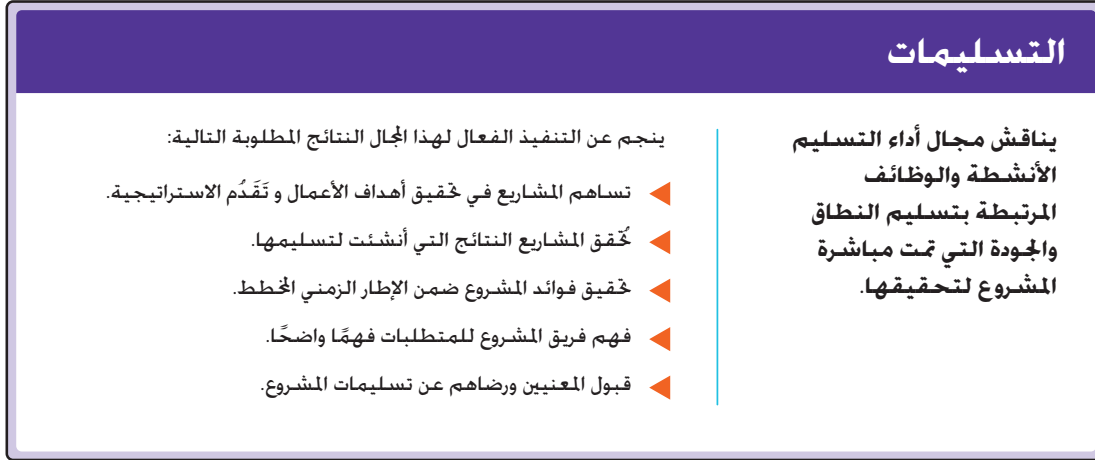 التسليمات
يناقش مجال أداء التسليم
الأنشطة والوظائف
المرتبطة بتسليم النطاق
والجودة التي تمت مباشرة
المشروع لتحقيقها.
ينجم عن التنفيذ الفعال لهذا المجال النتائج المطلوبة التالية:
تساهم المشاريع في تحقيق أهداف الأعمال و تَقَدُم الاستراتيجية.
تُحقق المشاريع النتائج التي أنشئت لتسليمها.
تحقيق فوائد المشروع ضمن الإطار الزمني المخطط.
فهم فريق المشروع للمتطلبات فهمًا واضحًا.
قبول المعنيين ورضاهم عن تسليمات المشروع.